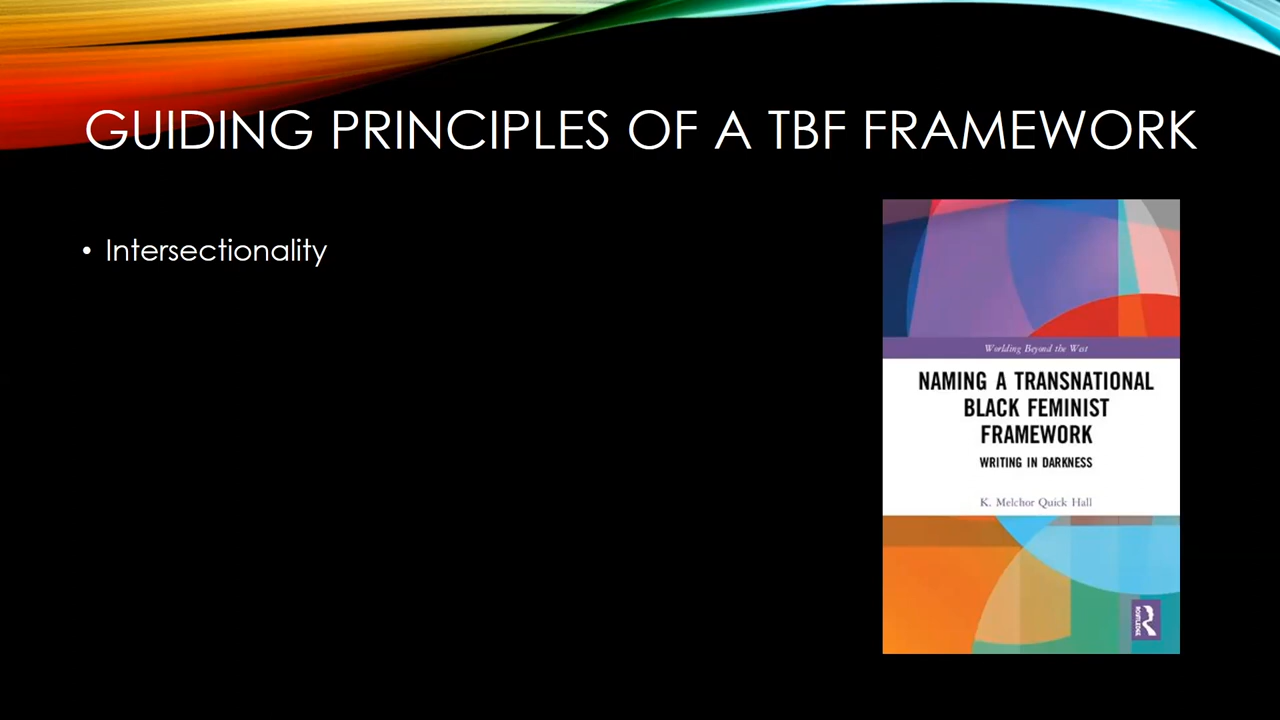 GUIDING PRINCIPLES OF A TBF FRAMEWORK
• Intersectionality
Worlding Beyond the West
NAMING A TRANSNATIONAL
BLACK FEMINIST
FRAMEWORK
WRITING IN DARKNESS
K. Melchor Quick Hall
ROUTLEDGE